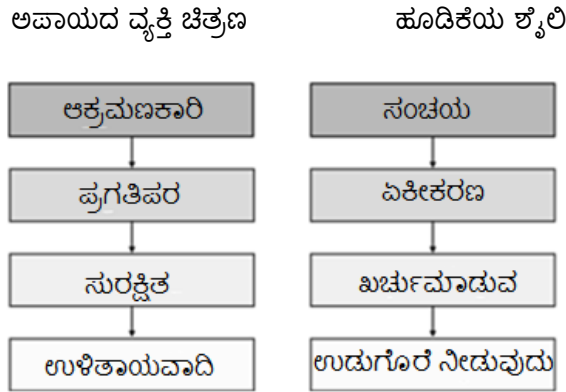 ಅಪಾಯದ ವ್ಯಕ್ತಿ ಚಿತ್ರಣ
ಆಕ್ರಮಣಕಾರಿ
ಪ್ರಗತಿಪರ
ಸುರಕ್ಷಿತ
ಉಳಿತಾಯವಾದಿ
ಹೂಡಿಕೆಯ ಶೈಲಿ
ಸಂಚಯ
ಏಕೀಕರಣ
ಖರ್ಚುಮಾಡುವ
ಉಡುಗೊರೆ ನೀಡುವುದು